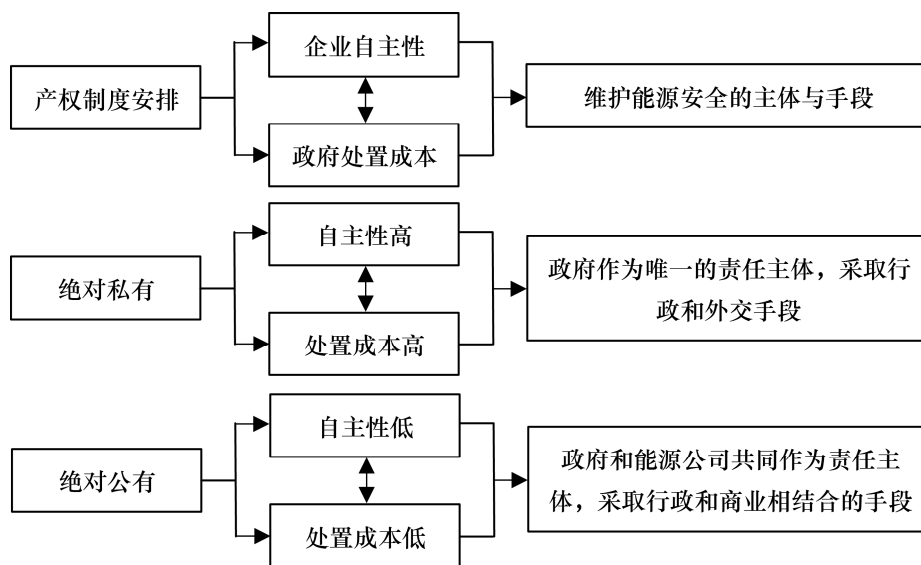 企业自主性
产权制度安排
维护能源安全的主体与手段
政府处置成本
自主性高
绝对私有
政府作为唯一的责任主体，采取行
政和外交手段
处置成本高
自主性低
绝对公有
政府和能源公司共同作为责任主
体，采取行政和商业相结合的手段
处置成本低